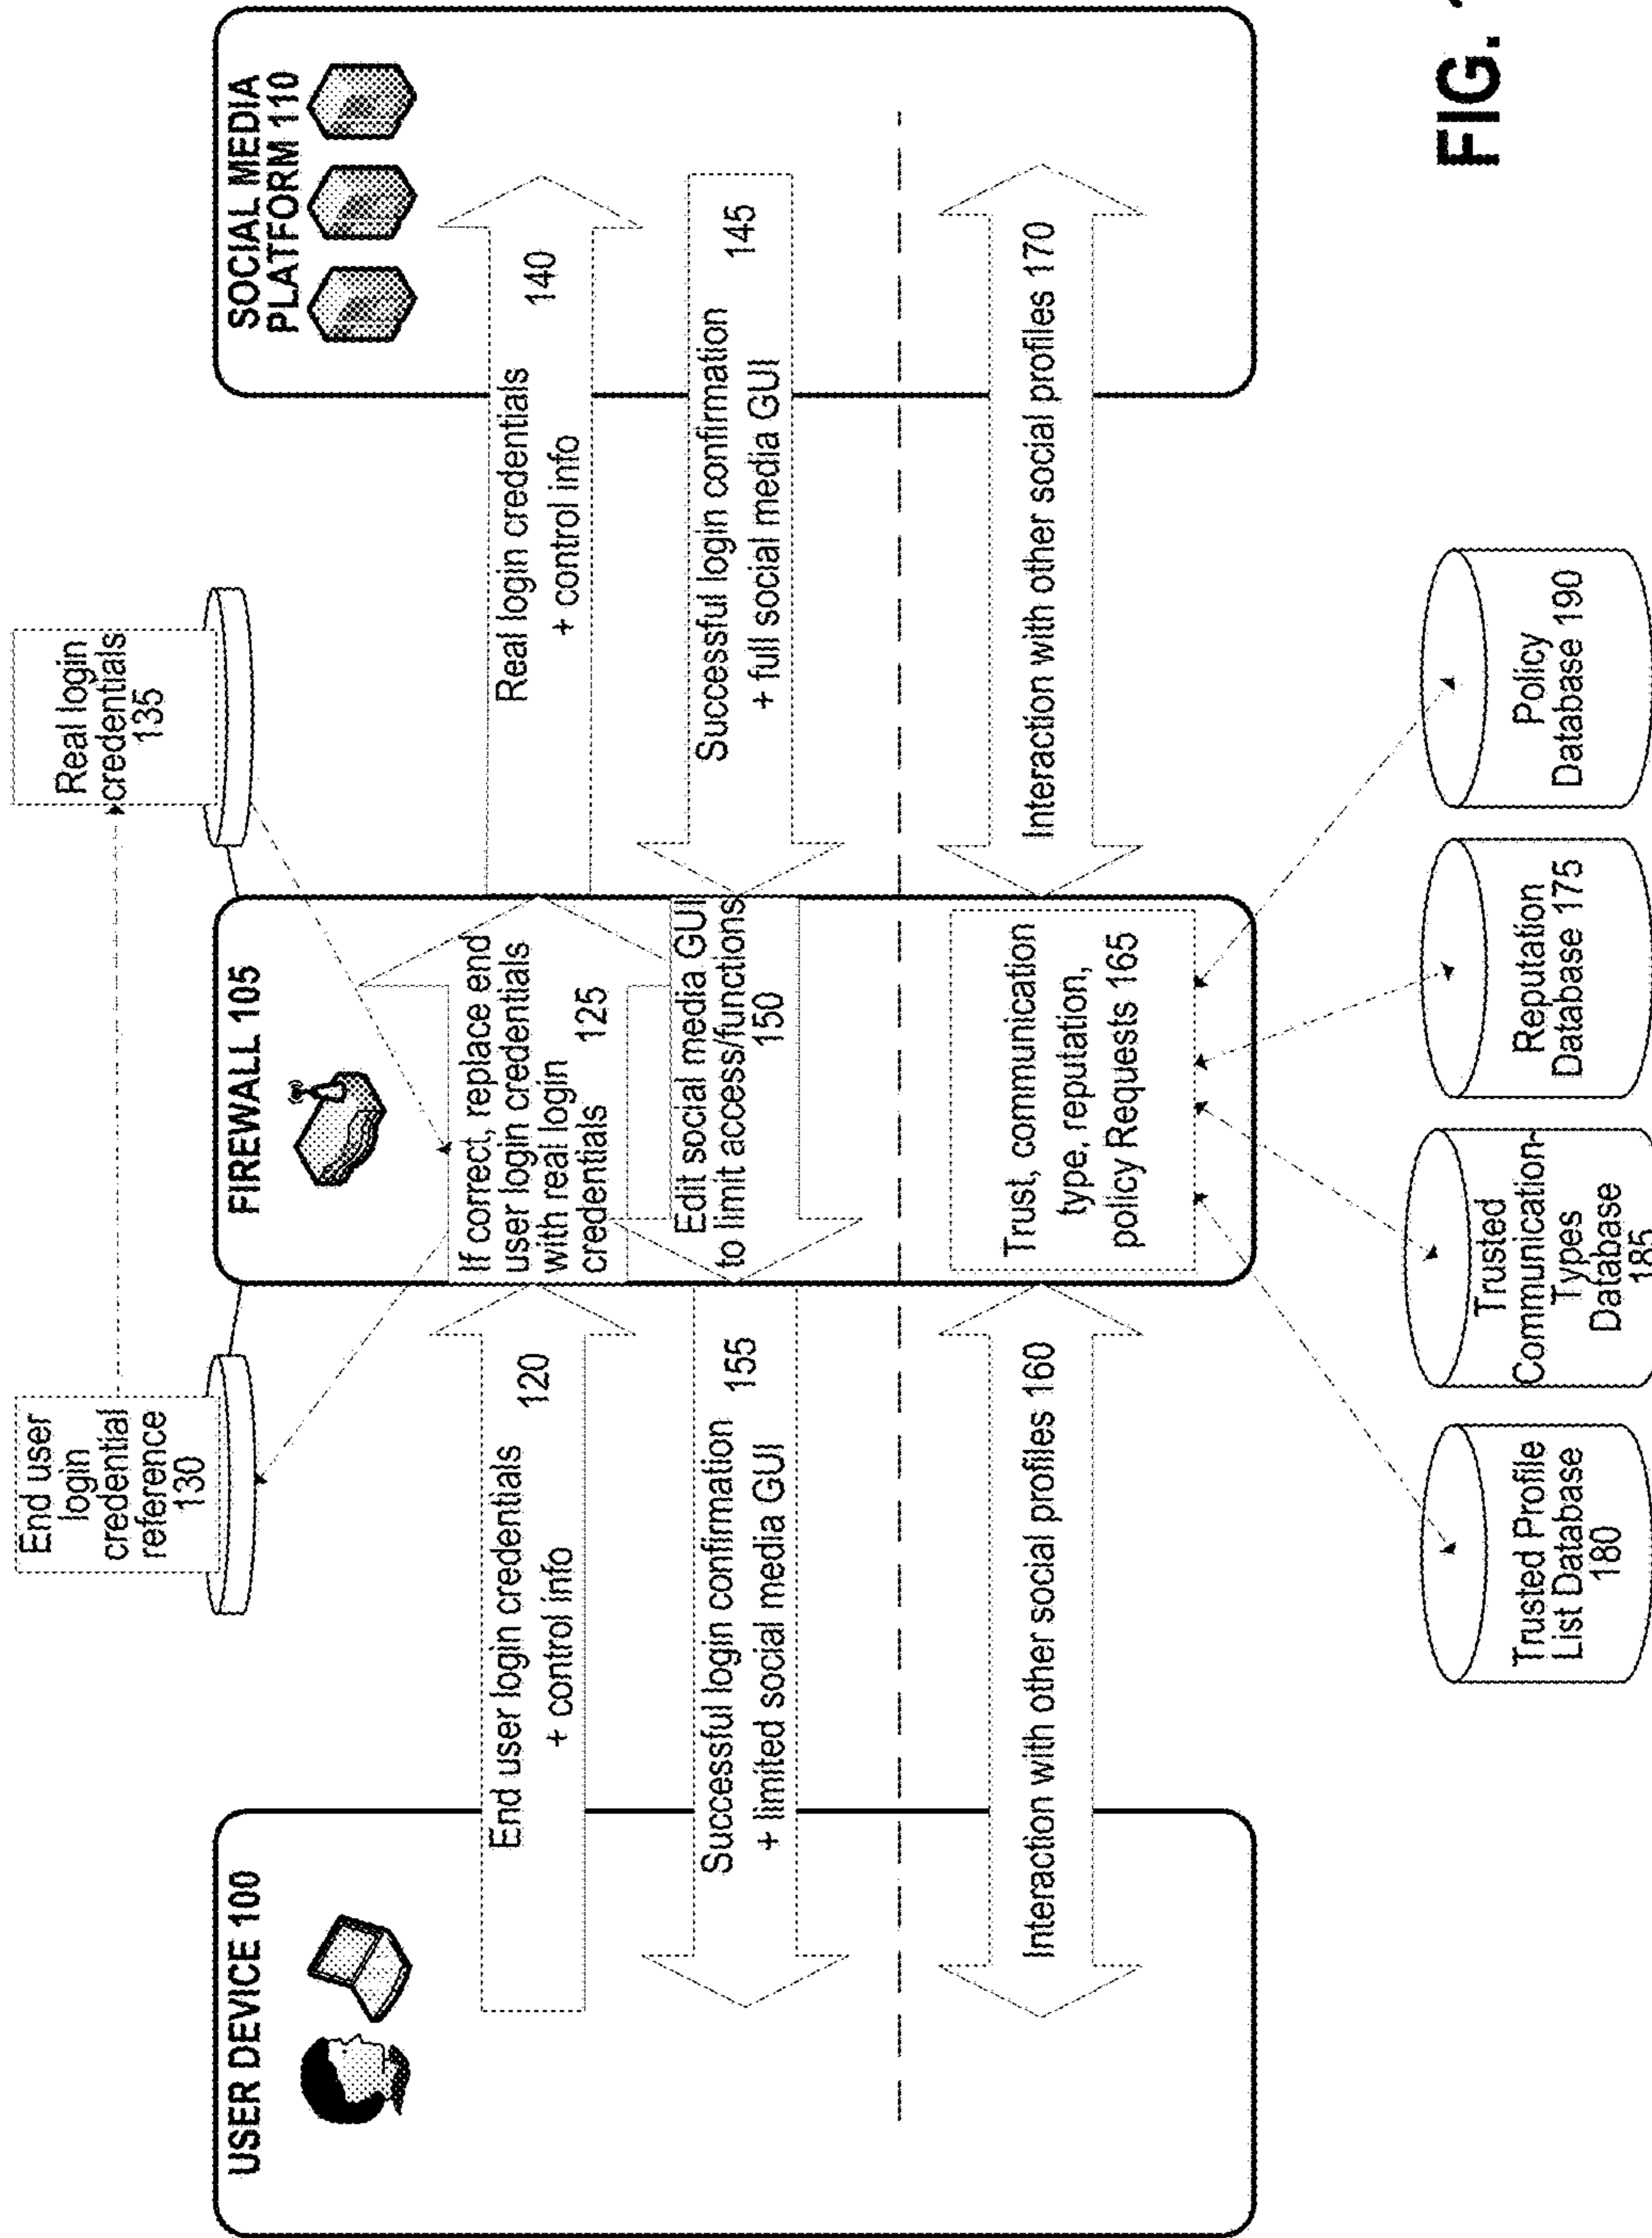 End user
login
credential
reference
130
Real login
credentials
135
USER DEVICE 100
FIREWALL 105
SOCIAL MEDIA
PLATFORM 110
End user login credentials 120
+ control info
If correct, replace end
user login credentials
with real login
credentials 125
Real login credentials 140
+ control info
Successful login confirmation 155
+ limited social media GUI
Edit social media GUI
to limit access/functions
150
Successful login confirmation 145
+ full social media GUI
Interaction with other social profiles 160
Trust, communication
type, reputation,
policy Requests 165
Interaction with other social profiles 170
Trusted Profile
List Database
180
Trusted
Communication-
Types
Database
185
Reputation
Database 175
Policy
Database 190
FIG.